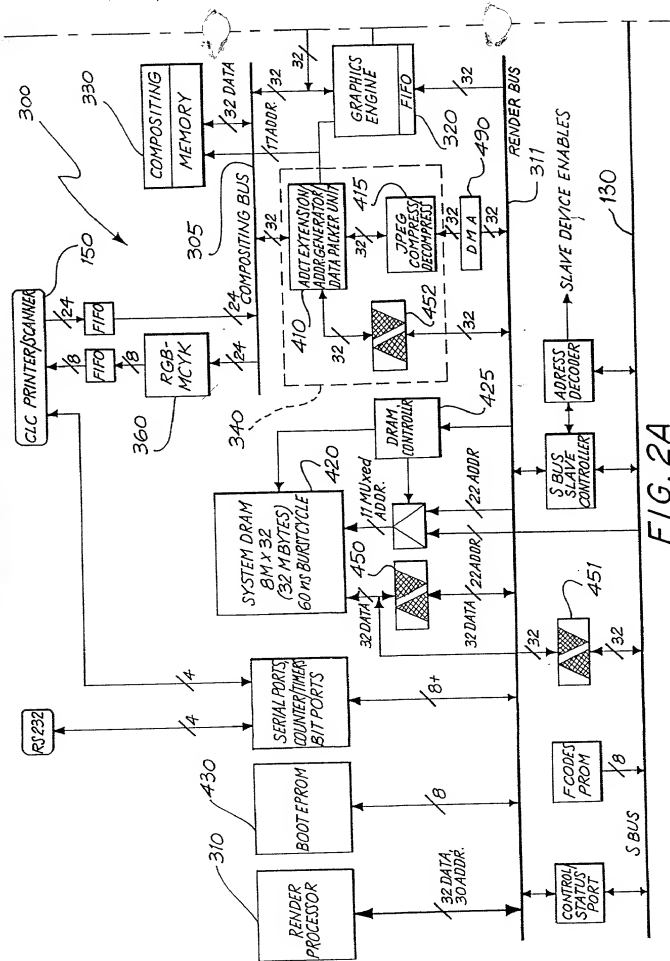 300
330
COMPOSITING
MEMORY
32 DATA
17 ADDR.
32
32
GRAPHICS
ENGINE
FIFO
320
32
RENDER BUS
490
311
130
150
CLC PRINTER/SCANNER
24
FIFO
24
8
FIFO
8
RGB-
MCYK
360
24
305
COMPOSITING BUS
32
ADCT EXTENSION/
ADDR.GENERATOR/
DATA PACKER UNIT
410
32
415
JPEG
COMPRESS/
DECOMPRESS
32
DMA
32
32
452
32
340
DRAM
CONTROLLR
425
420
SYSTEM DRAM
8M X 32
(32 M BYTES)
60 ns BURSTCYCLE
11 MUxed
ADDR.
22 ADDR
22 ADDR
32 DATA
450
32 DATA
SLAVE DEVICE ENABLES
ADRESS
DECODER
S BUS
SLAVE
CONTROLLER
451
32
32
RS232
4
4
SERIAL PORTS,
COUNTER/TIMERS
BIT PORTS
8+
430
BOOT EPROM
8
310
RENDER
PROCESSOR
32 DATA,
30 ADDR.
FCODES
PROM
8
CONTROL/
STATUS
PORT
S BUS
FIG. 2A